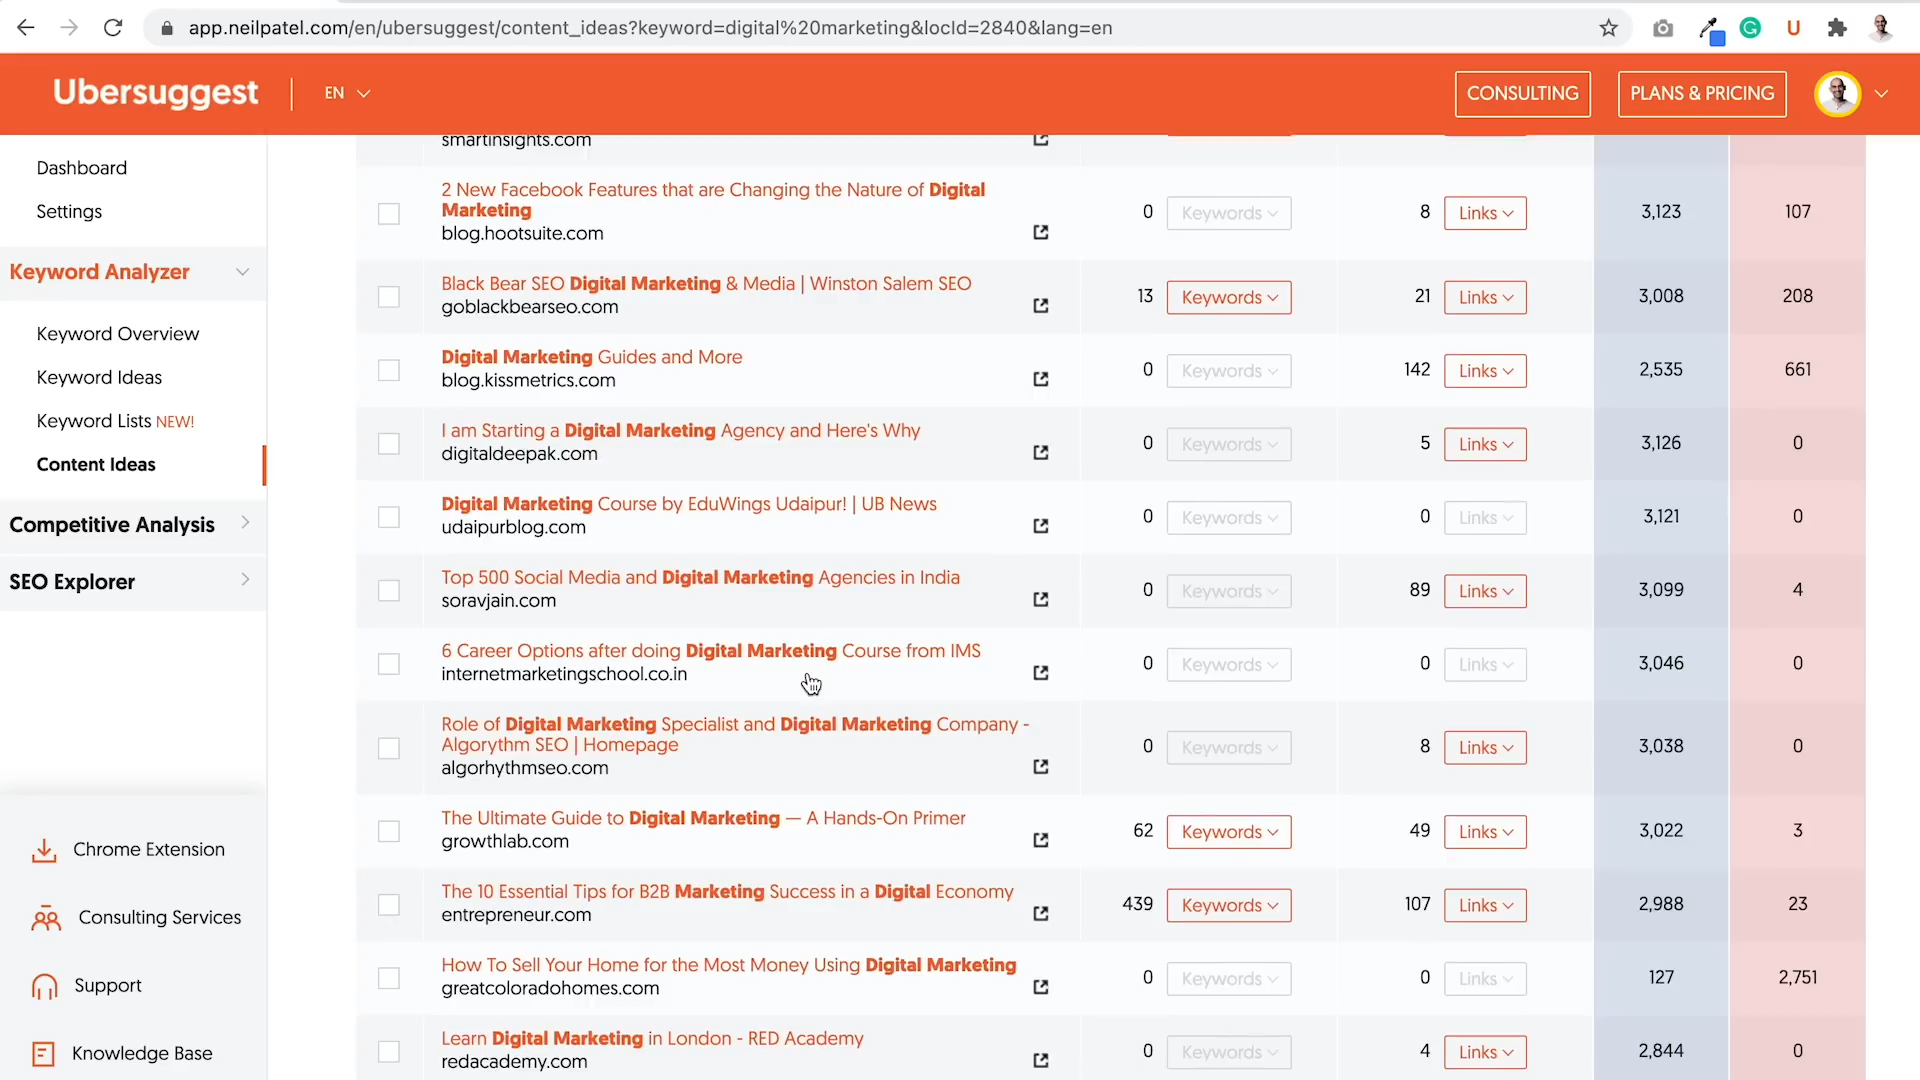 app.neilpatel.com/en/ubersuggest/content_ideas?keyword=digital%20marketing&locId=2840&lang=en
Ubersuggest
EN
CONSULTING
PLANS & PRICING
Dashboard
Settings
Keyword Analyzer
Keyword Overview
Keyword Ideas
Keyword Lists NEW!
Content Ideas
Competitive Analysis
SEO Explorer
Chrome Extension
Consulting Services
Support
Knowledge Base
smartinsights.com
2 New Facebook Features that are Changing the Nature of Digital
Marketing
blog.hootsuite.com
0 Keywords 8 Links 3,123 107
Black Bear SEO Digital Marketing & Media | Winston Salem SEO
goblackbearseo.com
13 Keywords 21 Links 3,008 208
Digital Marketing Guides and More
blog.kissmetrics.com
0 Keywords 142 Links 2,535 661
I am Starting a Digital Marketing Agency and Here's Why
digitaldeepak.com
0 Keywords 5 Links 3,126 0
Digital Marketing Course by EduWings Udaipur! | UB News
udaipurblog.com
0 Keywords 0 Links 3,121 0
Top 500 Social Media and Digital Marketing Agencies in India
soravjain.com
0 Keywords 89 Links 3,099 4
6 Career Options after doing Digital Marketing Course from IMS
internetmarketingschool.co.in
0 Keywords 0 Links 3,046 0
Role of Digital Marketing Specialist and Digital Marketing Company -
Algorythm SEO | Homepage
algorhythmseo.com
0 Keywords 8 Links 3,038 0
The Ultimate Guide to Digital Marketing — A Hands-On Primer
growthlab.com
62 Keywords 49 Links 3,022 3
The 10 Essential Tips for B2B Marketing Success in a Digital Economy
entrepreneur.com
439 Keywords 107 Links 2,988 23
How To Sell Your Home for the Most Money Using Digital Marketing
greatcoloradohomes.com
0 Keywords 0 Links 127 2,751
Learn Digital Marketing in London - RED Academy
redacademy.com
0 Keywords 4 Links 2,844 0